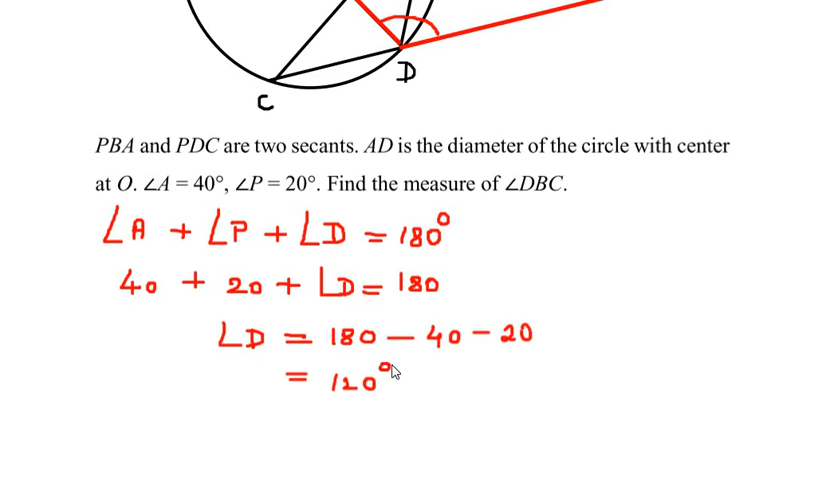 D
C
PBA and PDC are two secants. AD is the diameter of the circle with center
at O. ∠A = 40°, ∠P = 20°. Find the measure of ∠DBC.
∠A + ∠P + ∠D = 180°
40 + 20 + ∠D = 180
∠D = 180 - 40 - 20
= 120°